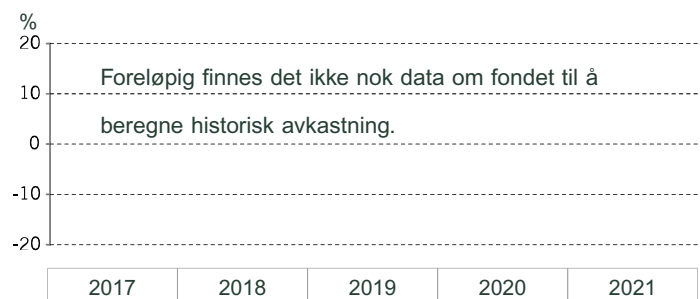 %
20
Foreløpig finnes det ikke nok data om fondet til å
10
beregne historisk avkastning.
0
-10
-20
2017 2018 2019 2020 2021